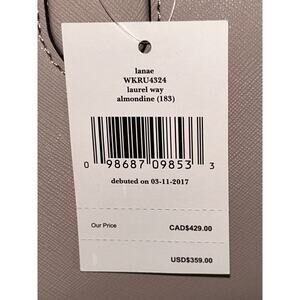 lanae
WKRU4324
laurel way
almondine (183)
0 98687 09853 3
debuted on 03-11-2017
Our Price CAD$429.00
USD$359.00